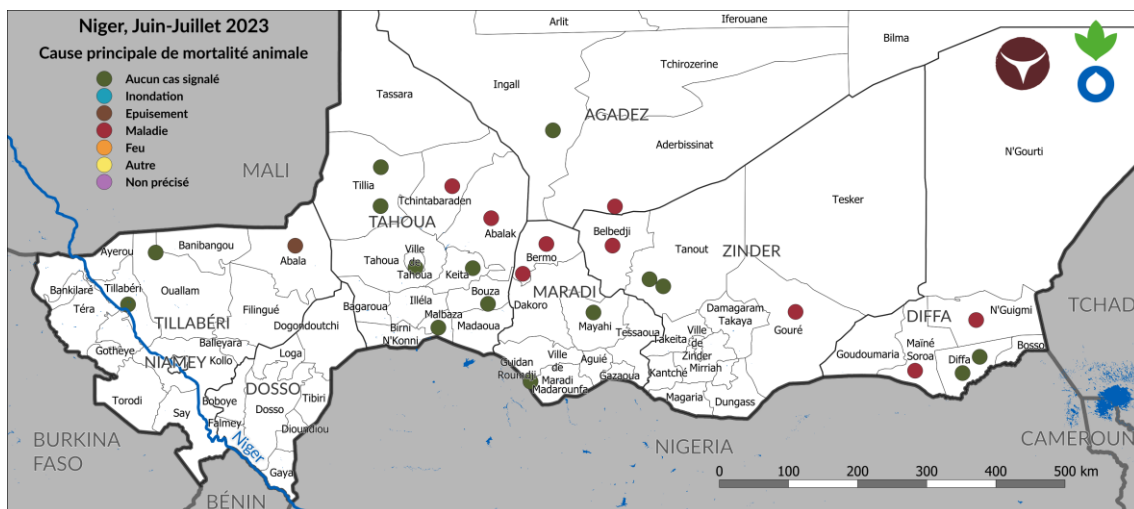 Niger, Juin-Juillet 2023
Cause principale de mortalité animale
Aucun cas signalé
Inondation
Epuisement
Maladie
Feu
Autre
Non précisé
MALI
Arlit
Iferouane
Bilma
Tchirozerine
Ingall
Tassara
AGADEZ
Aderbissinat
N'Gourti
Tillia
Tchintabaraden
Tesker
TAHOUA
Abalak
Belbedji
Tanout
ZINDER
Ayerou
Banibangou
Abala
Tahoua
Ville
de
Tahoua
Keita
Bermo
Bankilaré
Tillabéri
Ouallam
Téra
Filingué
Bagaroua
Illéla
Bouza
Dakoro
MARADI
Malbaza
Mayahi
Damagaram
Takaya
Gouré
DIFFA
N'Guigmi
TCHAD
TILLABÉRI
Dogondoutchi
Birni
N'Konni
Madaoua
Tessaoua
Takeita
Ville
de
Zinder
Mirriah
Goudoumaria
Maïné
Soroa
Diffa
Bosso
Gotheye
NIAMEY
Balleyara
Kollo
Loga
Guidan
Roumdji
Ville
de
Maradi
Madarounfa
Aguié
Gazaoua
Kantché
Magaria
Dungass
Torodi
Say
Boboye
DOSSO
Dosso
Tibiri
Falmey
Dioundiou
Gaya
Niger
BURKINA
FASO
BÉNIN
NIGERIA
CAMEROUN
0 100 200 300 400 500 km